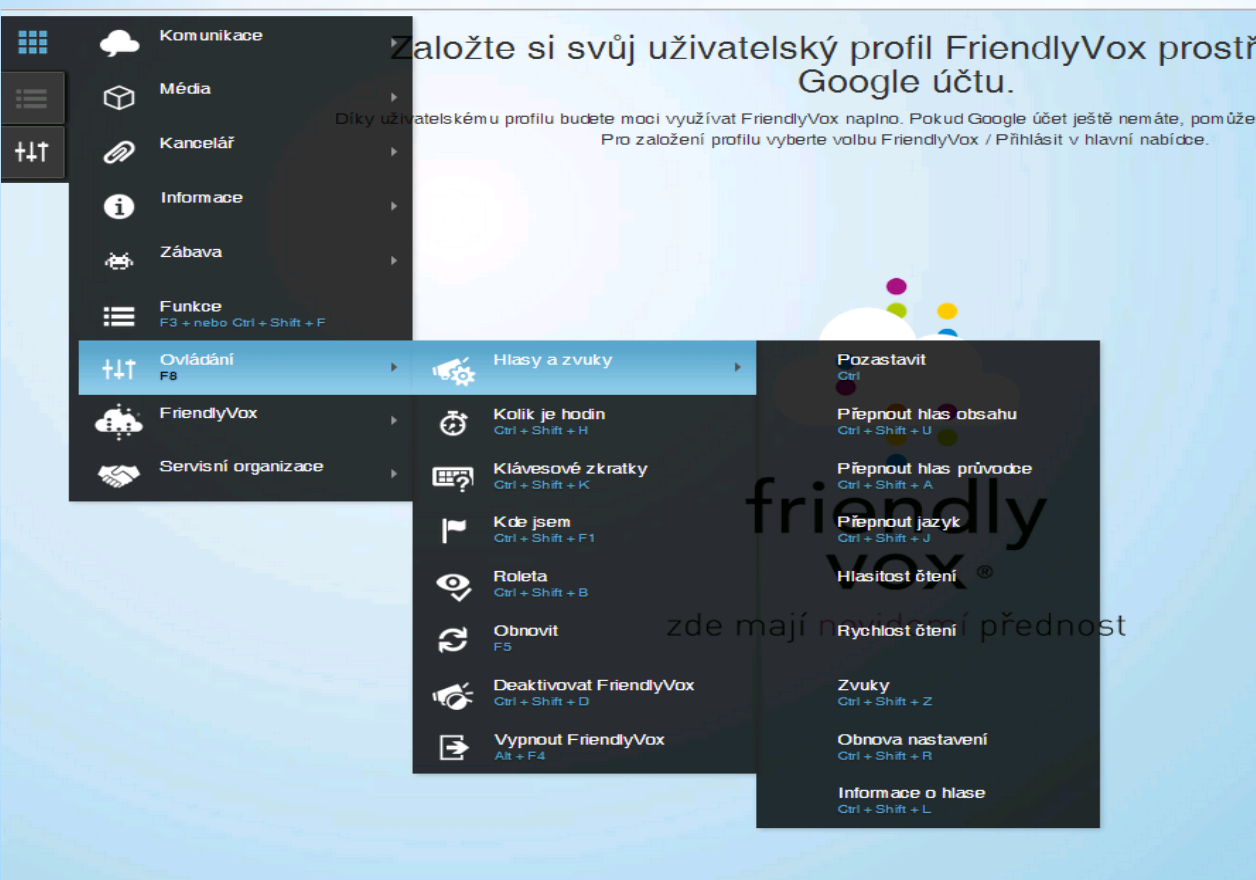 Založte si svůj uživatelský profil FriendlyVox prostř
Google účtu.
Díky uživatelskému profilu budete moci využívat FriendlyVox naplno. Pokud Google účet ještě nemáte, pomůže
Pro založení profilu vyberte volbu FriendlyVox / Přihlásit v hlavní nabídce.
Komunikace
Média
Kancelář
Informace
Zábava
Funkce
F3 + nebo Ctrl + Shift + F
Ovládání
F8
FriendlyVox
Servisní organizace
Hlasy a zvuky
Kolik je hodin
Ctrl + Shift + H
Klávesové zkratky
Ctrl + Shift + K
Kde jsem
Ctrl + Shift + F1
Roleta
Ctrl + Shift + B
Obnovit
F5
Deaktivovat FriendlyVox
Ctrl + Shift + D
Vypnout FriendlyVox
Alt + F4
Pozastavit
Ctrl
Přepnout hlas obsahu
Ctrl + Shift + U
Přepnout hlas průvodce
Ctrl + Shift + A
Přepnout jazyk
Ctrl + Shift + J
Hlasitost čtení
Rychlost čtení
Zvuky
Ctrl + Shift + Z
Obnova nastavení
Ctrl + Shift + R
Informace o hlase
Ctrl + Shift + L
friendly
vox®
zde mají nevidomí přednost